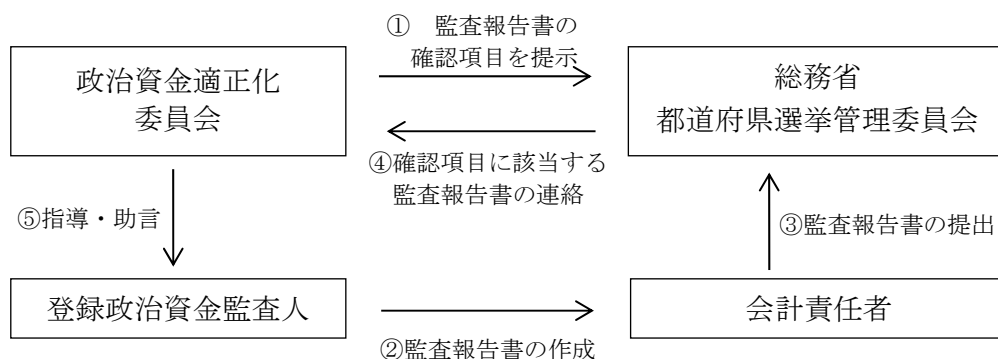 ① 監査報告書の
確認項目を提示
政治資金適正化
委員会
総務省
都道府県選挙管理委員会
④確認項目に該当する
監査報告書の連絡
⑤指導・助言
③監査報告書の提出
登録政治資金監査人
会計責任者
②監査報告書の作成